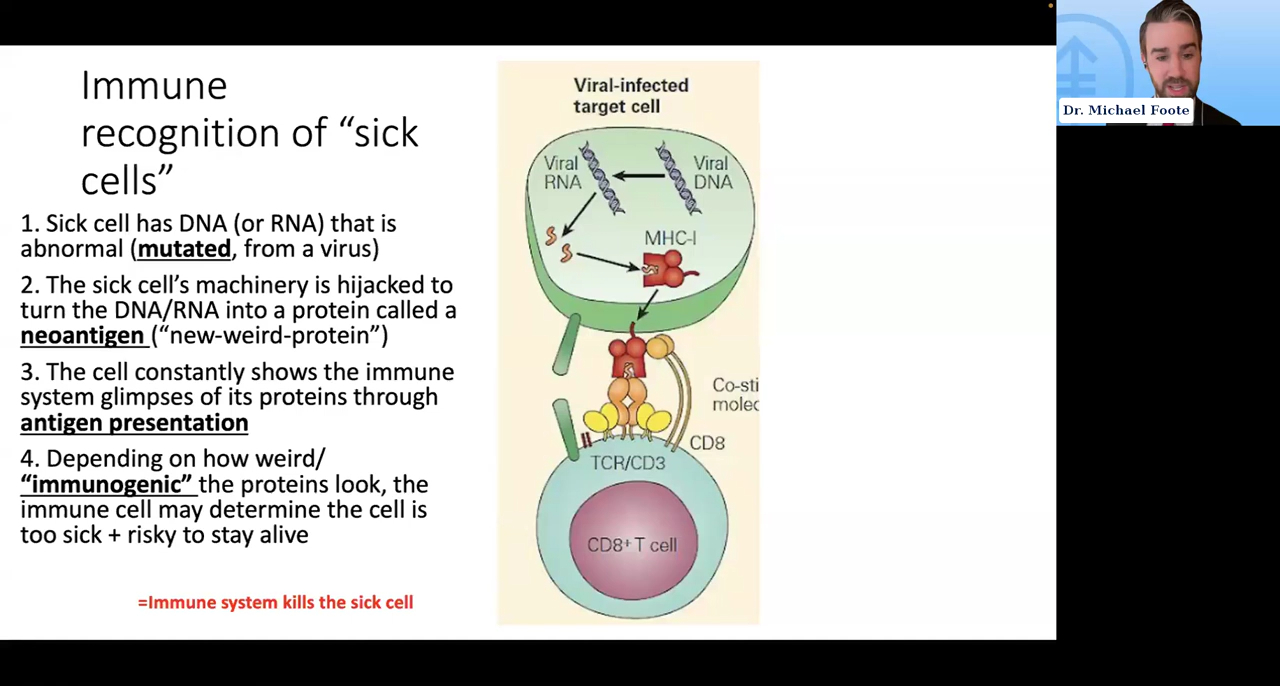 Immune
recognition of “sick
cells”
1. Sick cell has DNA (or RNA) that is
abnormal (mutated, from a virus)
2. The sick cell’s machinery is hijacked to
turn the DNA/RNA into a protein called a
neoantigen (“new-weird-protein”)
3. The cell constantly shows the immune
system glimpses of its proteins through
antigen presentation
4. Depending on how weird/
“immunogenic” the proteins look, the
immune cell may determine the cell is
too sick + risky to stay alive
=Immune system kills the sick cell
Viral-infected
target cell
Viral
RNA
Viral
DNA
MHC-I
Co-sti
molec
CD8
TCR/CD3
CD8+ T cell
Dr. Michael Foote